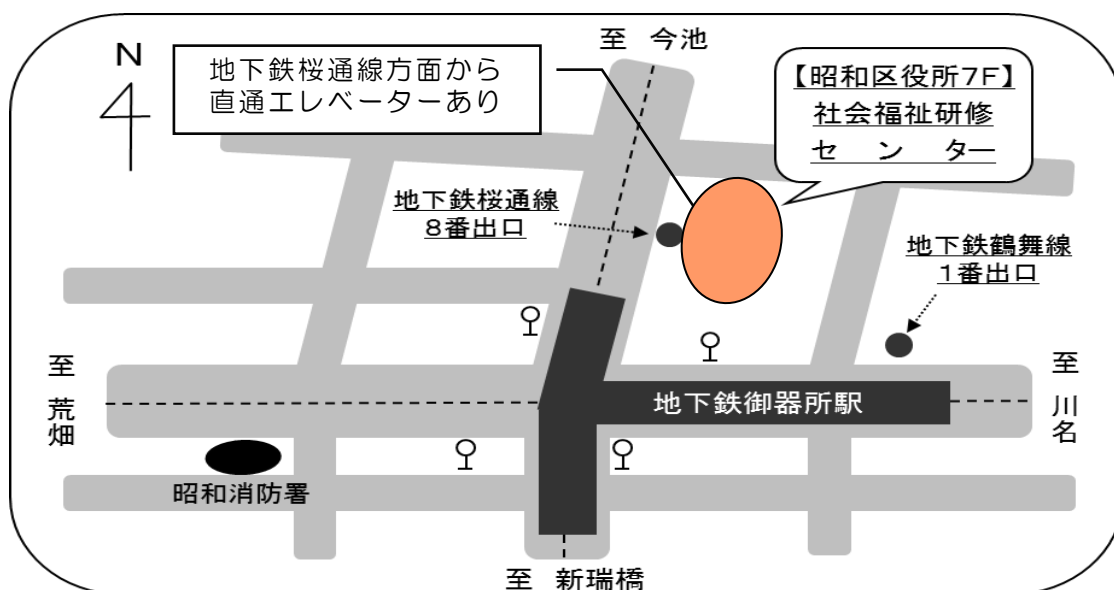 至 今池
N
地下鉄桜通線方面から
直通エレベーターあり
【昭和区役所7F】
社会福祉研修
センター
地下鉄桜通線
8番出口
地下鉄鶴舞線
1番出口
至 荒畑
地下鉄御器所駅
至 川名
昭和消防署
至 新瑞橋